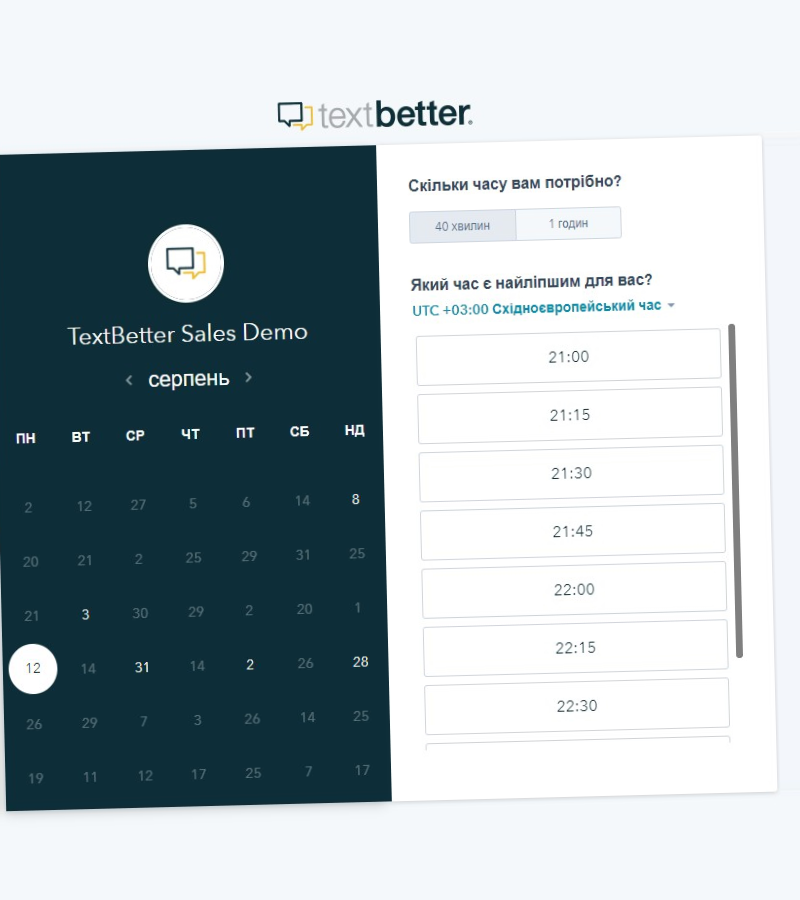 textbetter.
TextBetter Sales Demo
серпень
ПН ВТ СР ЧТ ПТ СБ НД
2 12 27 5 6 14 8
20 21 2 25 29 31 25
21 3 30 29 2 20 1
12 14 31 14 2 26 28
26 29 7 3 26 14 25
19 11 12 17 25 7 17
Скільки часу вам потрібно?
40 хвилин 1 годин
Який час є найліпшим для вас?
UTC +03:00 Східноєвропейський час
21:00
21:15
21:30
21:45
22:00
22:15
22:30